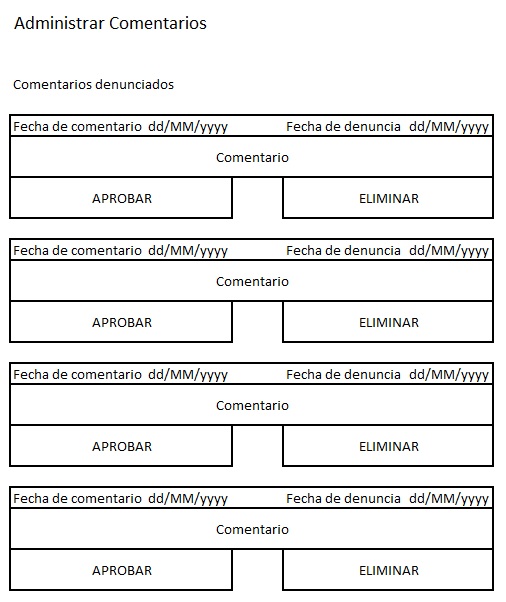 Administrar Comentarios
Comentarios denunciados
Fecha de comentario dd/MM/yyyy Fecha de denuncia dd/MM/yyyy
Comentario
APROBAR ELIMINAR
Fecha de comentario dd/MM/yyyy Fecha de denuncia dd/MM/yyyy
Comentario
APROBAR ELIMINAR
Fecha de comentario dd/MM/yyyy Fecha de denuncia dd/MM/yyyy
Comentario
APROBAR ELIMINAR
Fecha de comentario dd/MM/yyyy Fecha de denuncia dd/MM/yyyy
Comentario
APROBAR ELIMINAR